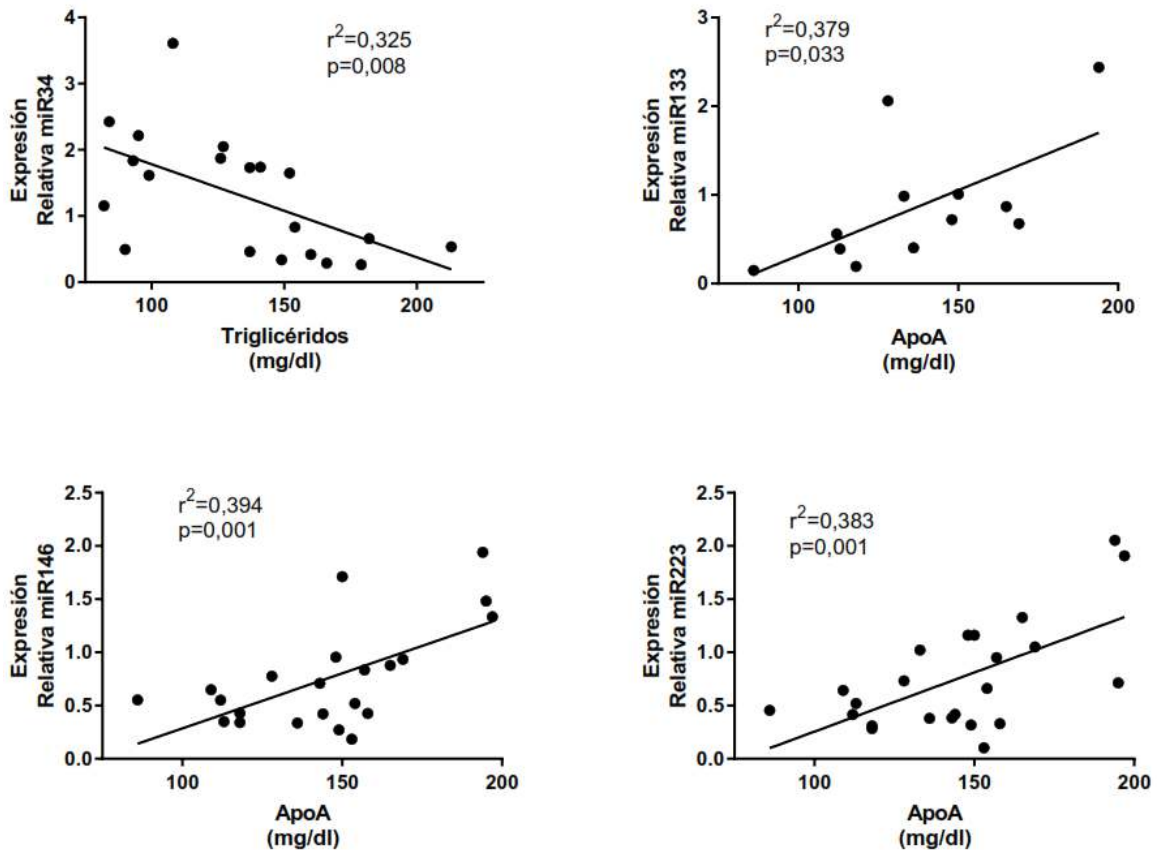 Expresión
Relativa miR34
4
3
2
1
0
r²=0,325
p=0,008
100
150
200
Triglicéridos
(mg/dl)
Expresión
Relativa miR133
3
2
1
0
r²=0,379
p=0,033
100
150
200
ApoA
(mg/dl)
Expresión
Relativa miR146
2.5
2.0
1.5
1.0
0.5
0.0
r²=0,394
p=0,001
100
150
200
ApoA
(mg/dl)
Expresión
Relativa miR223
2.5
2.0
1.5
1.0
0.5
0.0
r²=0,383
p=0,001
100
150
200
ApoA
(mg/dl)